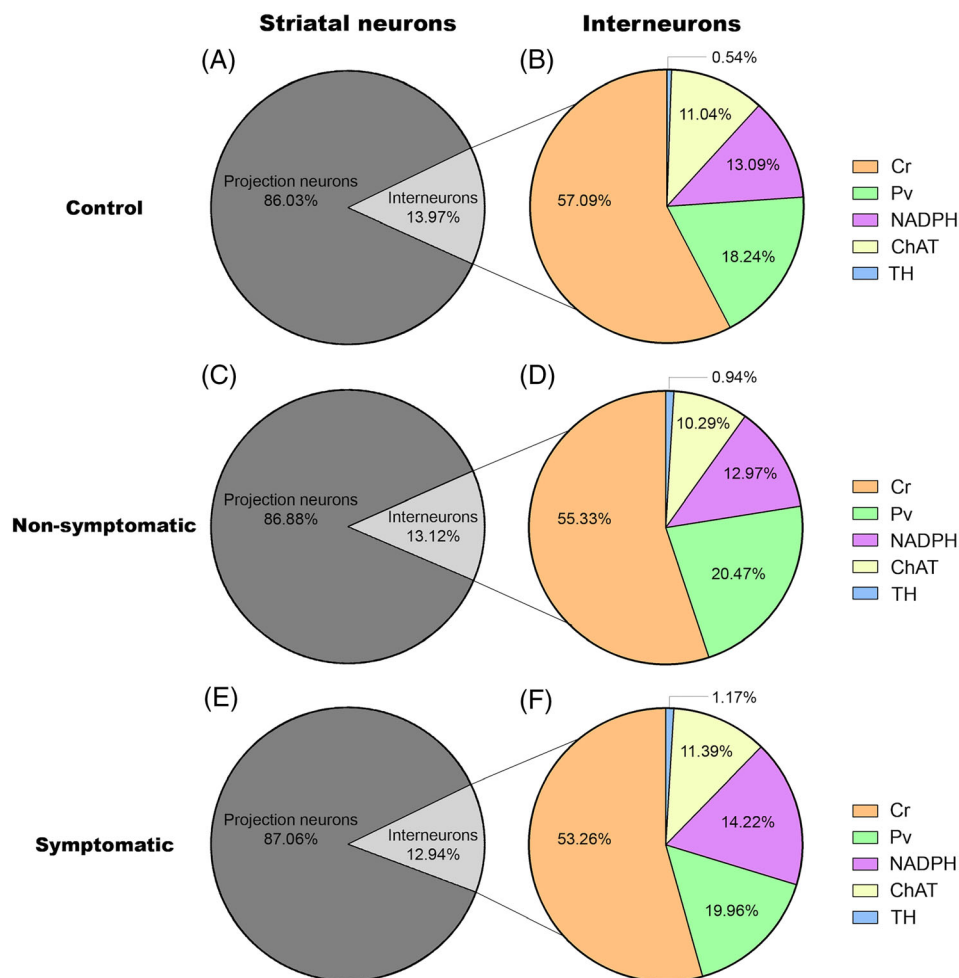 Striatal neurons
Interneurons
(A)
(B)
0.54%
11.04%
13.09%
Projection neurons
86.03%
Interneurons
13.97%
57.09%
18.24%
Control
Cr
Pv
NADPH
ChAT
TH
(C)
(D)
0.94%
10.29%
12.97%
Projection neurons
86.88%
Interneurons
13.12%
55.33%
20.47%
Non-symptomatic
Cr
Pv
NADPH
ChAT
TH
(E)
(F)
1.17%
11.39%
14.22%
Projection neurons
87.06%
Interneurons
12.94%
53.26%
19.96%
Symptomatic
Cr
Pv
NADPH
ChAT
TH